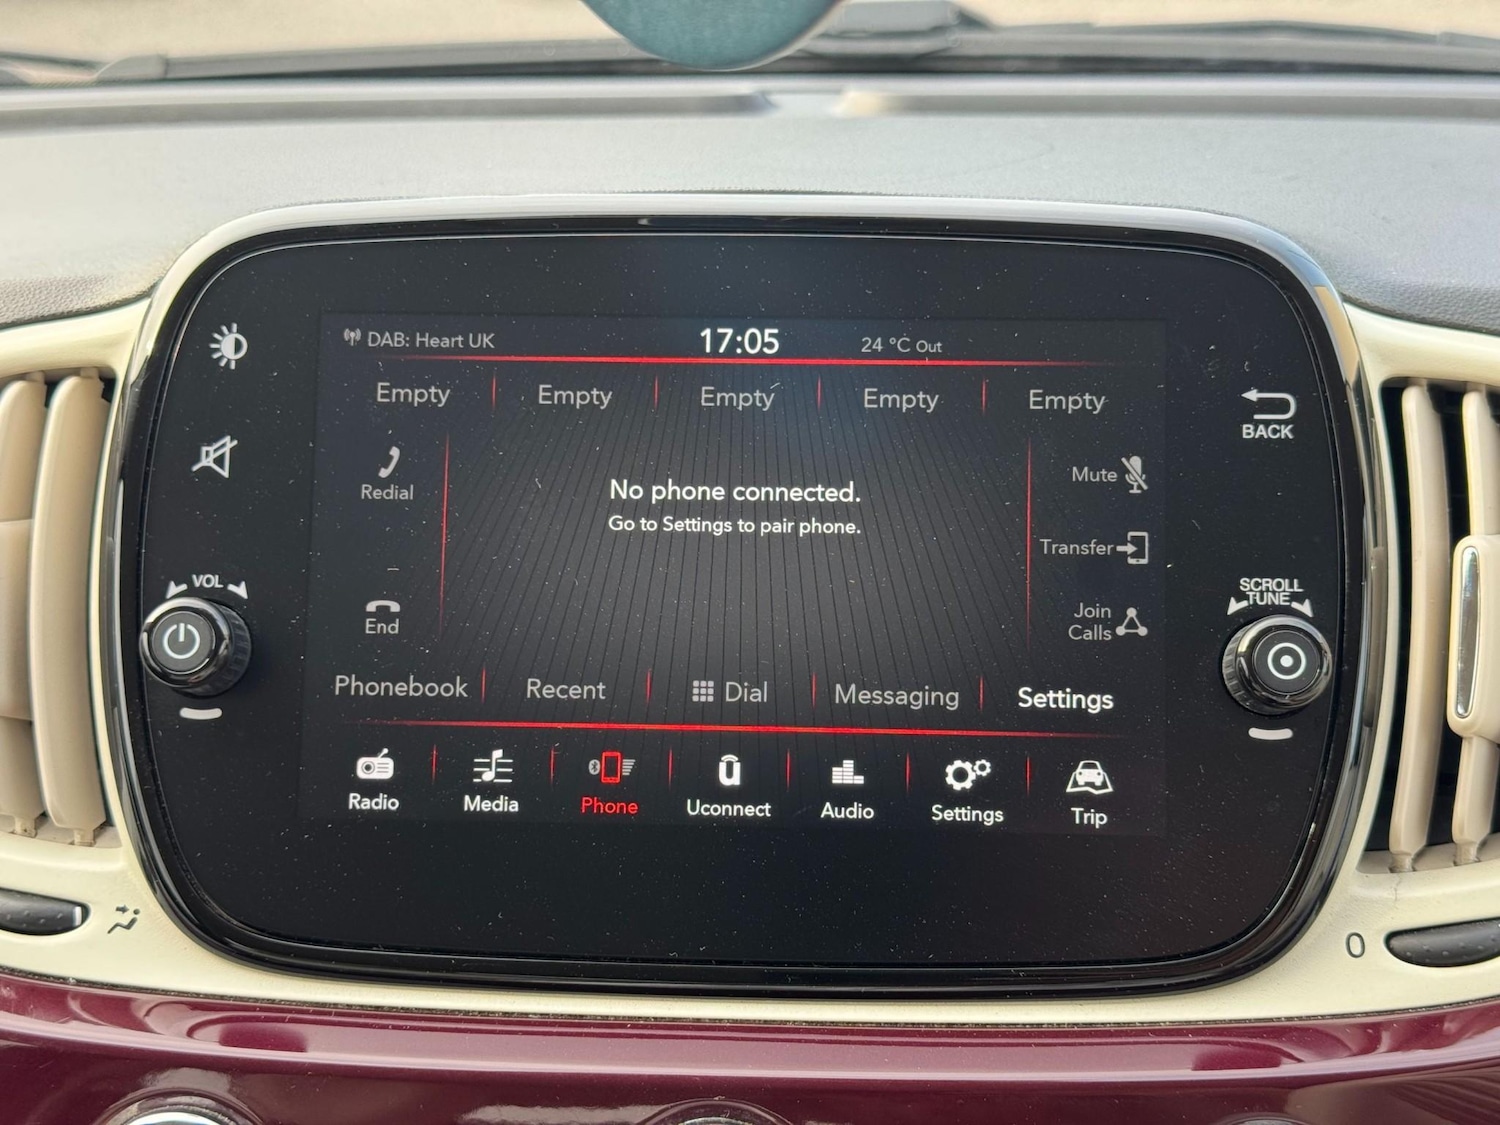 DAB: Heart UK 17:05 24 °C Out
Empty Empty Empty Empty Empty
BACK
Redial
Mute
No phone connected.
Go to Settings to pair phone.
Transfer
VOL
End
SCROLL
TUNE
Join
Calls
Phonebook Recent Dial Messaging Settings
Radio Media Phone Uconnect Audio Settings Trip
0